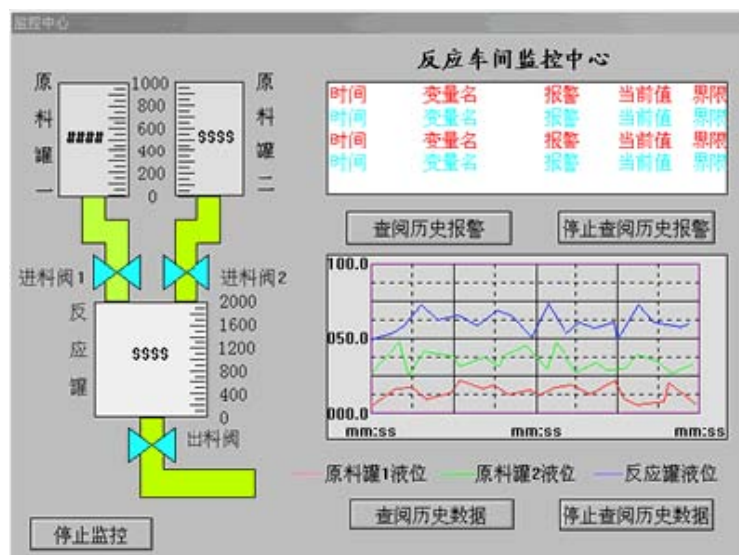 监控中心
反应车间监控中心
原料罐一
####
1000
800
600
400
200
0
$$$$
原料罐二
时间 变量名 报警 当前值 界限
时间 变量名 报警 当前值 界限
时间 变量名 报警 当前值 界限
时间 变量名 报警 当前值 界限
查阅历史报警 停止查阅历史报警
进料阀1 进料阀2
反应罐
$$$$
2000
1600
1200
800
400
0
出料阀
100.0
050.0
000.0
mm:ss mm:ss mm:ss
原料罐1液位 原料罐2液位 反应罐液位
查阅历史数据 停止查阅历史数据
停止监控